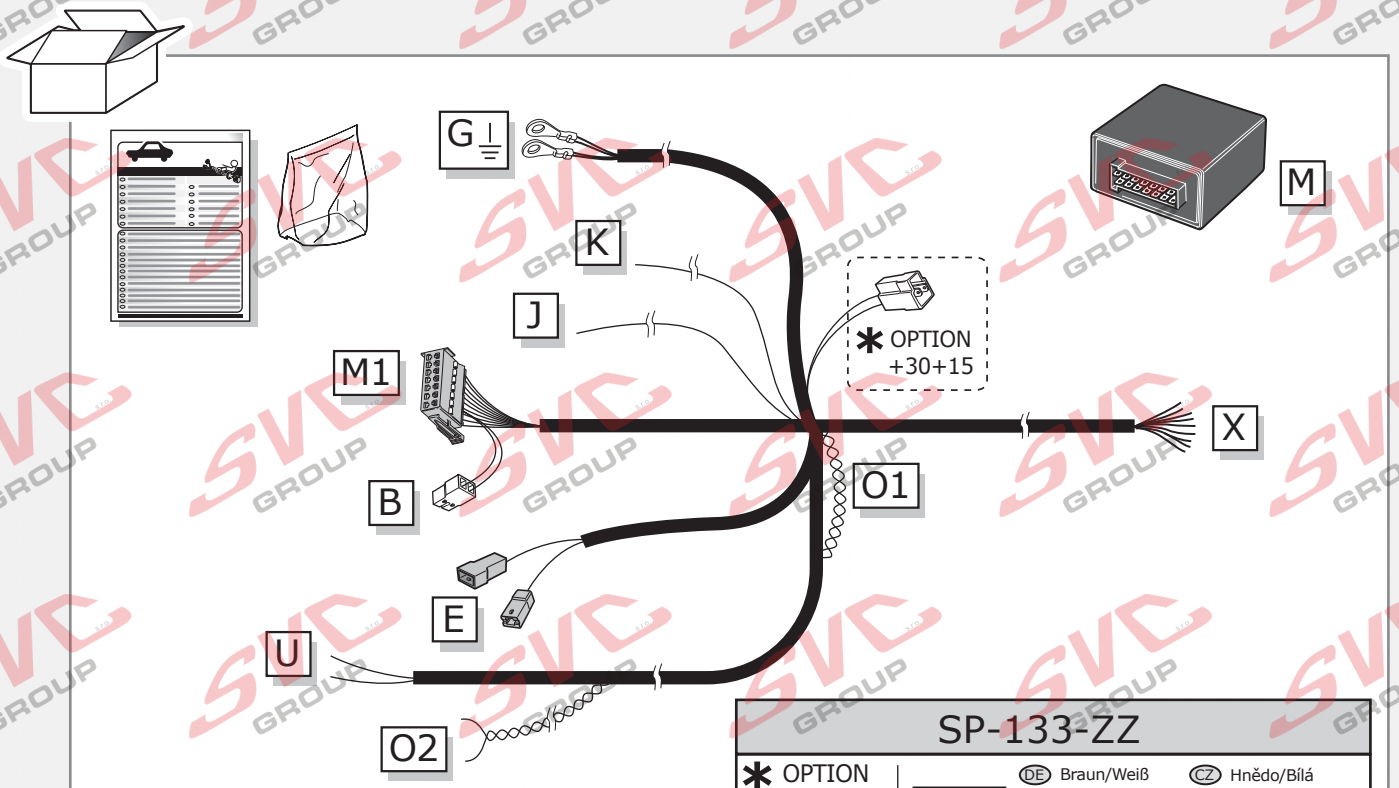 G
M
K
J
✱ OPTION
+30+15
M1
X
B
O1
E
U
O2
SP-133-ZZ
✱ OPTION
DE Braun/Weiß CZ Hnědo/Bílá
SVC s.r.o. GROUP